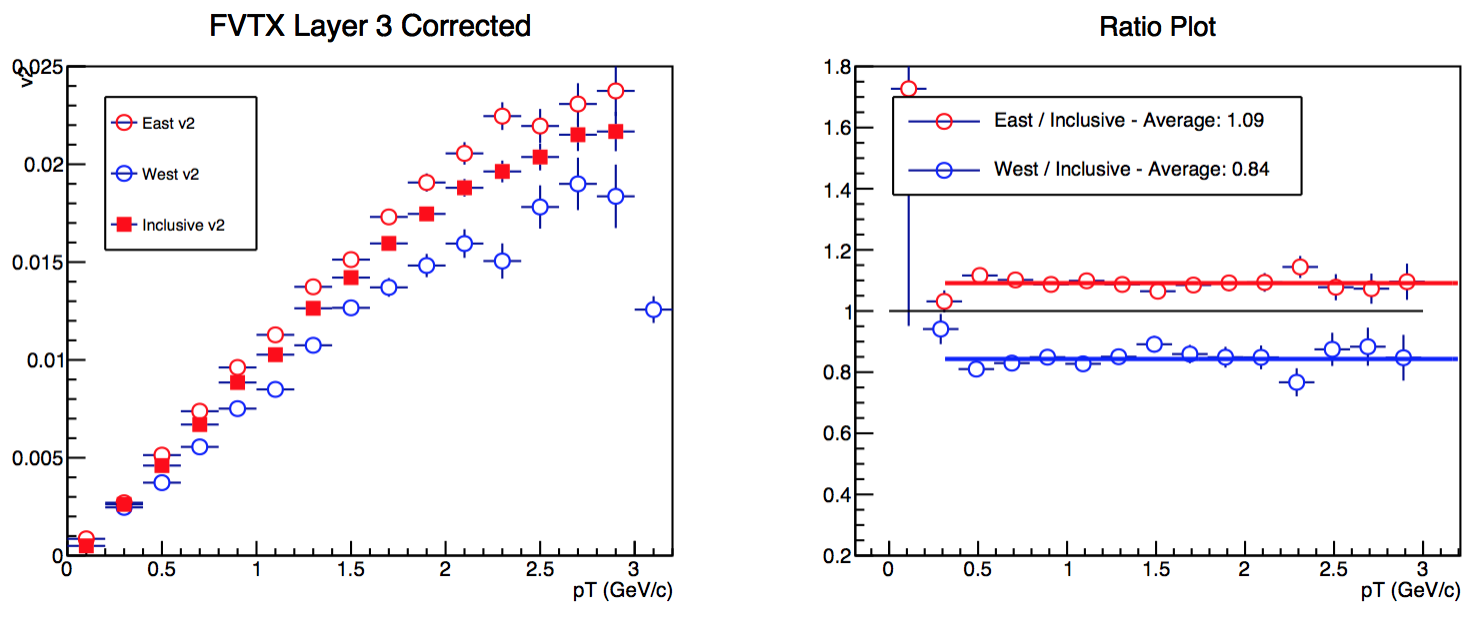 FVTX Layer 3 Corrected
v2
0.025
0.02
0.015
0.01
0.005
0
East v2
West v2
Inclusive v2
0 0.5 1 1.5 2 2.5 3
pT (GeV/c)
Ratio Plot
1.8
1.6
1.4
1.2
1
0.8
0.6
0.4
0.2
East / Inclusive - Average: 1.09
West / Inclusive - Average: 0.84
0 0.5 1 1.5 2 2.5 3
pT (GeV/c)